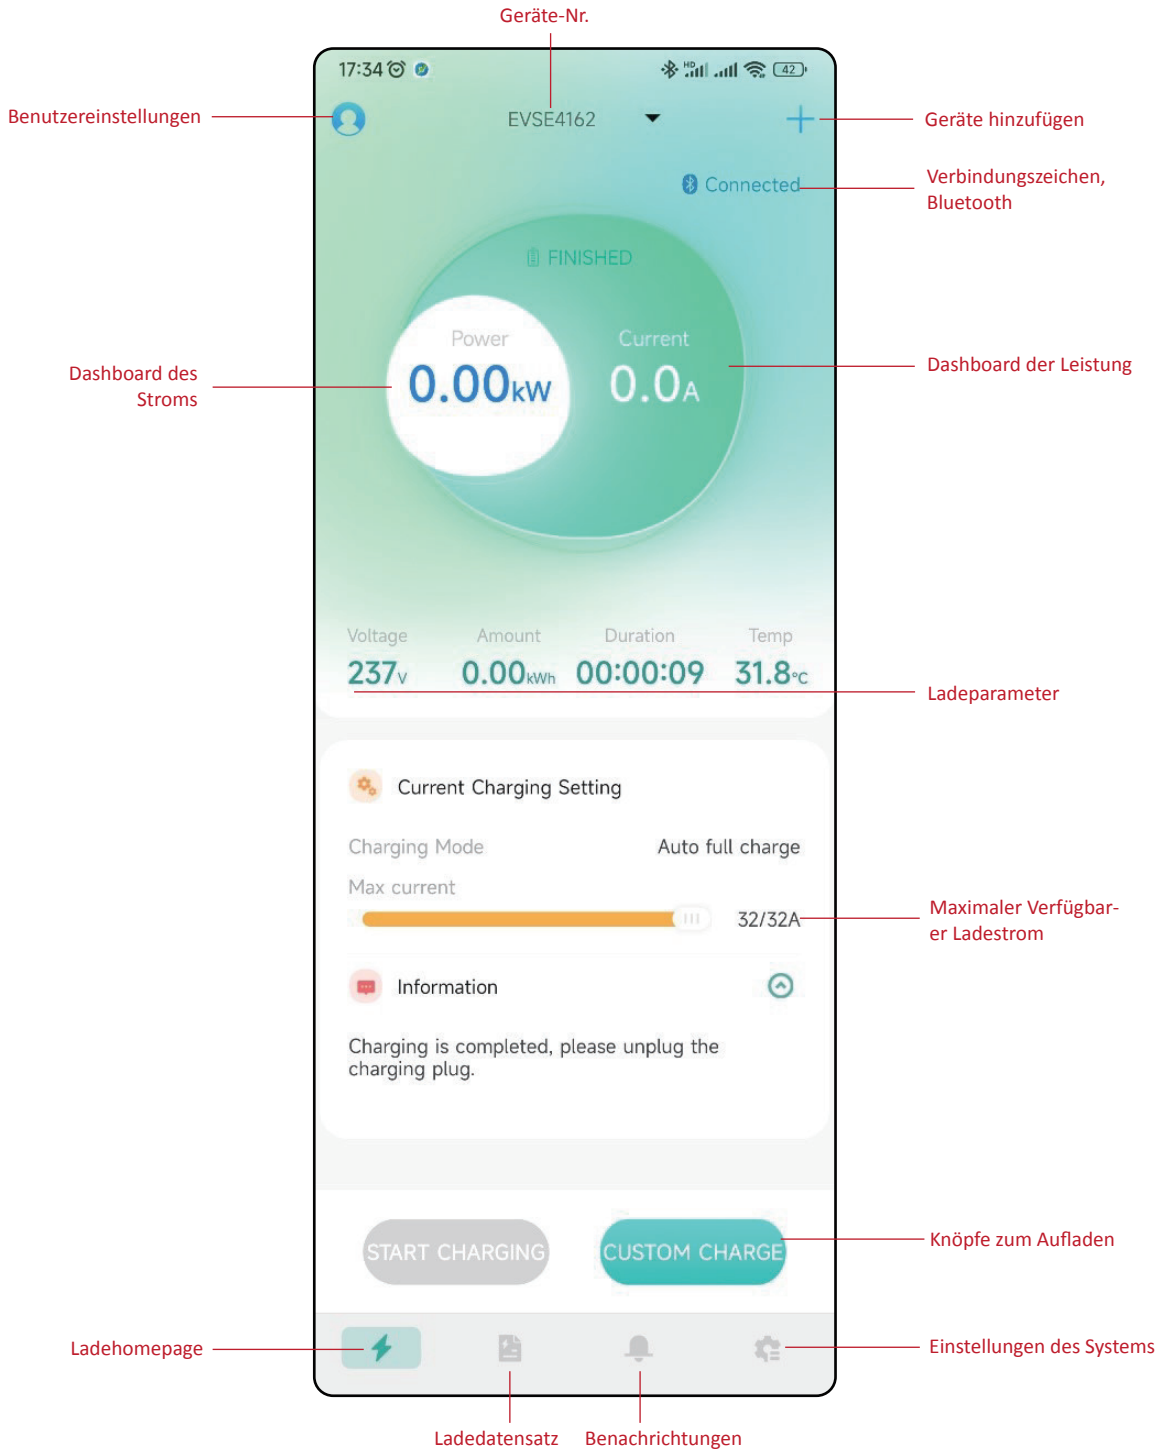 Geräte-Nr.
17:34
HD
42
Benutzereinstellungen
EVSE4162
Geräte hinzufügen
Connected
Verbindungszeichen,
Bluetooth
FINISHED
Power
Current
0.00kW
0.0A
Dashboard des
Stroms
Dashboard der Leistung
Voltage
Amount
Duration
Temp
237V
0.00kWh
00:00:09
31.8°C
Ladeparameter
Current Charging Setting
Charging Mode
Auto full charge
Max current
32/32A
Maximaler Verfügbar-
er Ladestrom
Information
Charging is completed, please unplug the
charging plug.
START CHARGING
CUSTOM CHARGE
Knöpfe zum Aufladen
Ladehomepage
Einstellungen des Systems
Ladedatensatz
Benachrichtungen